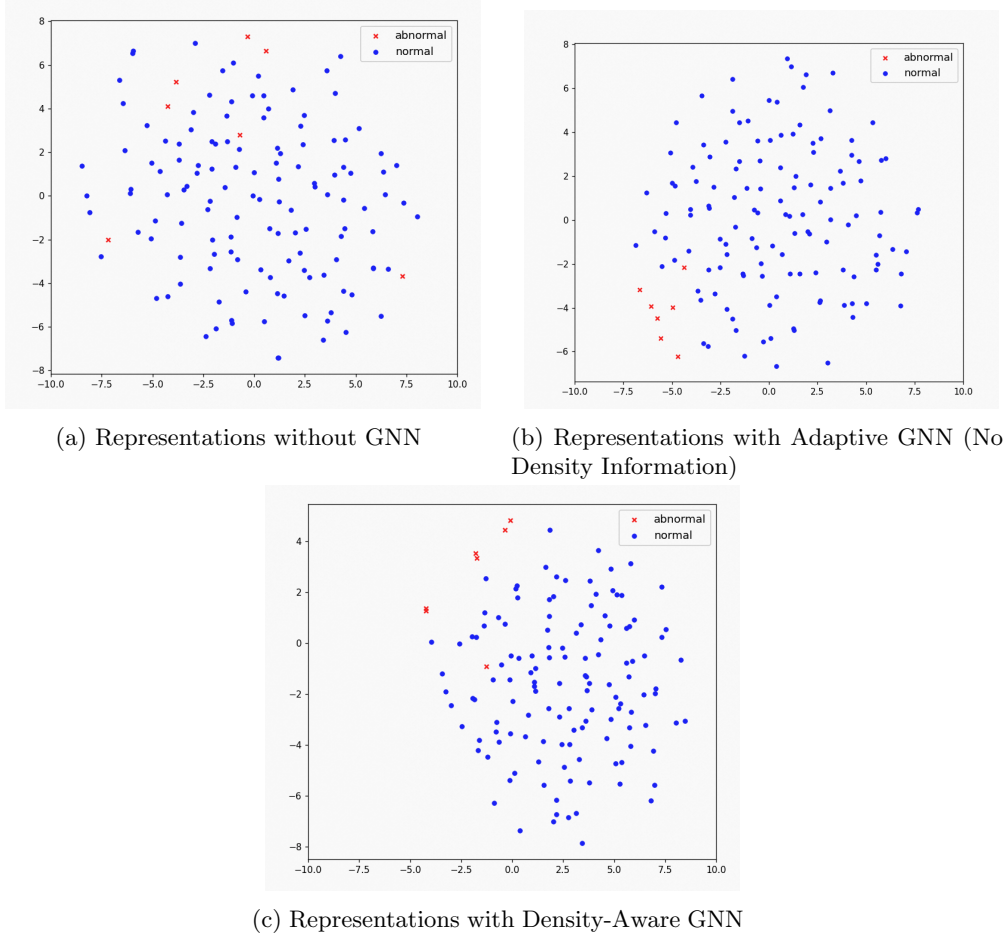 8
6
4
2
0
−2
−4
−6
−8
−10.0 −7.5 −5.0 −2.5 0.0 2.5 5.0 7.5 10.0
abnormal
normal
(a) Representations without GNN
8
6
4
2
0
−2
−4
−6
−10.0 −7.5 −5.0 −2.5 0.0 2.5 5.0 7.5 10.0
abnormal
normal
(b) Representations with Adaptive GNN (No
Density Information)
4
2
0
−2
−4
−6
−8
−10.0 −7.5 −5.0 −2.5 0.0 2.5 5.0 7.5 10.0
abnormal
normal
(c) Representations with Density-Aware GNN